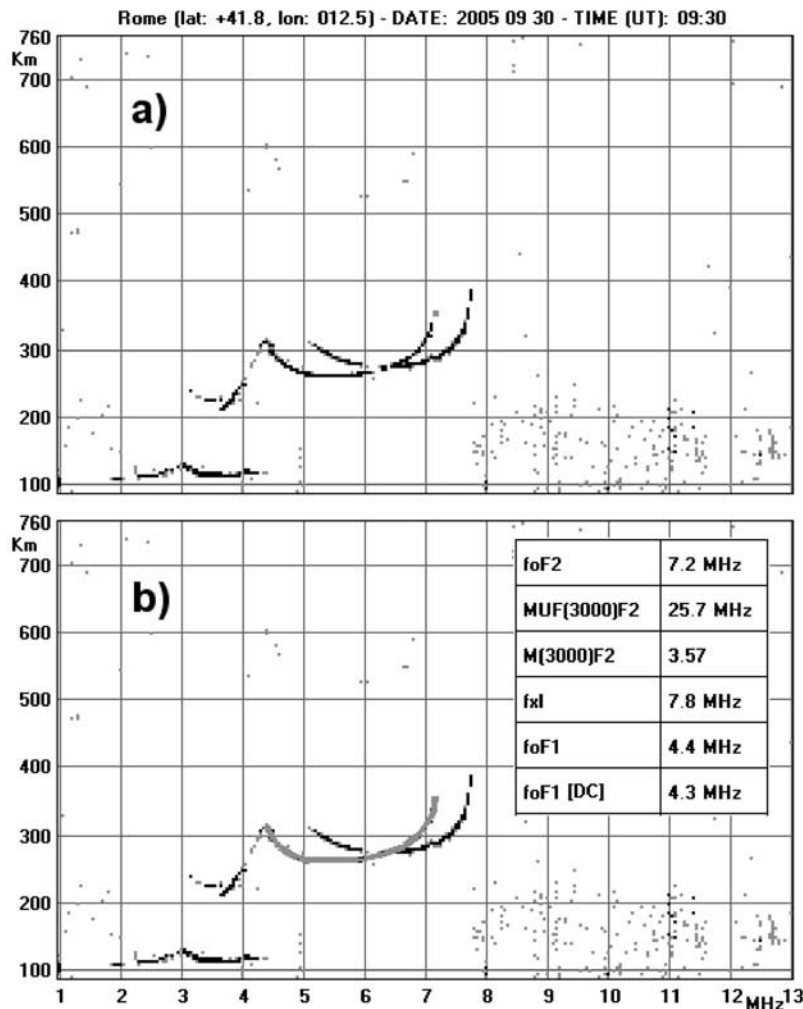 Rome (lat: +41.8, lon: 012.5) - DATE: 2005 09 30 - TIME (UT): 09:30
760
Km
700
a)
600
500
400
300
200
100
760
Km
700
b)
600
500
400
300
200
100
foF2 7.2 MHz
MUF(3000)F2 25.7 MHz
M(3000)F2 3.57
fxI 7.8 MHz
foF1 4.4 MHz
foF1 [DC] 4.3 MHz
1 2 3 4 5 6 7 8 9 10 11 12 MHz 13